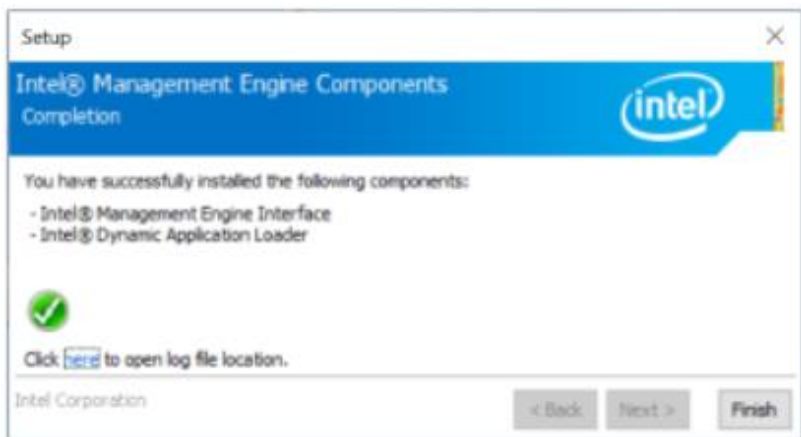 Setup
Intel® Management Engine Components
Completion
intel
You have successfully installed the following components:
- Intel® Management Engine Interface
- Intel® Dynamic Application Loader
Click here to open log file location.
Intel Corporation
< Back Next > Finish